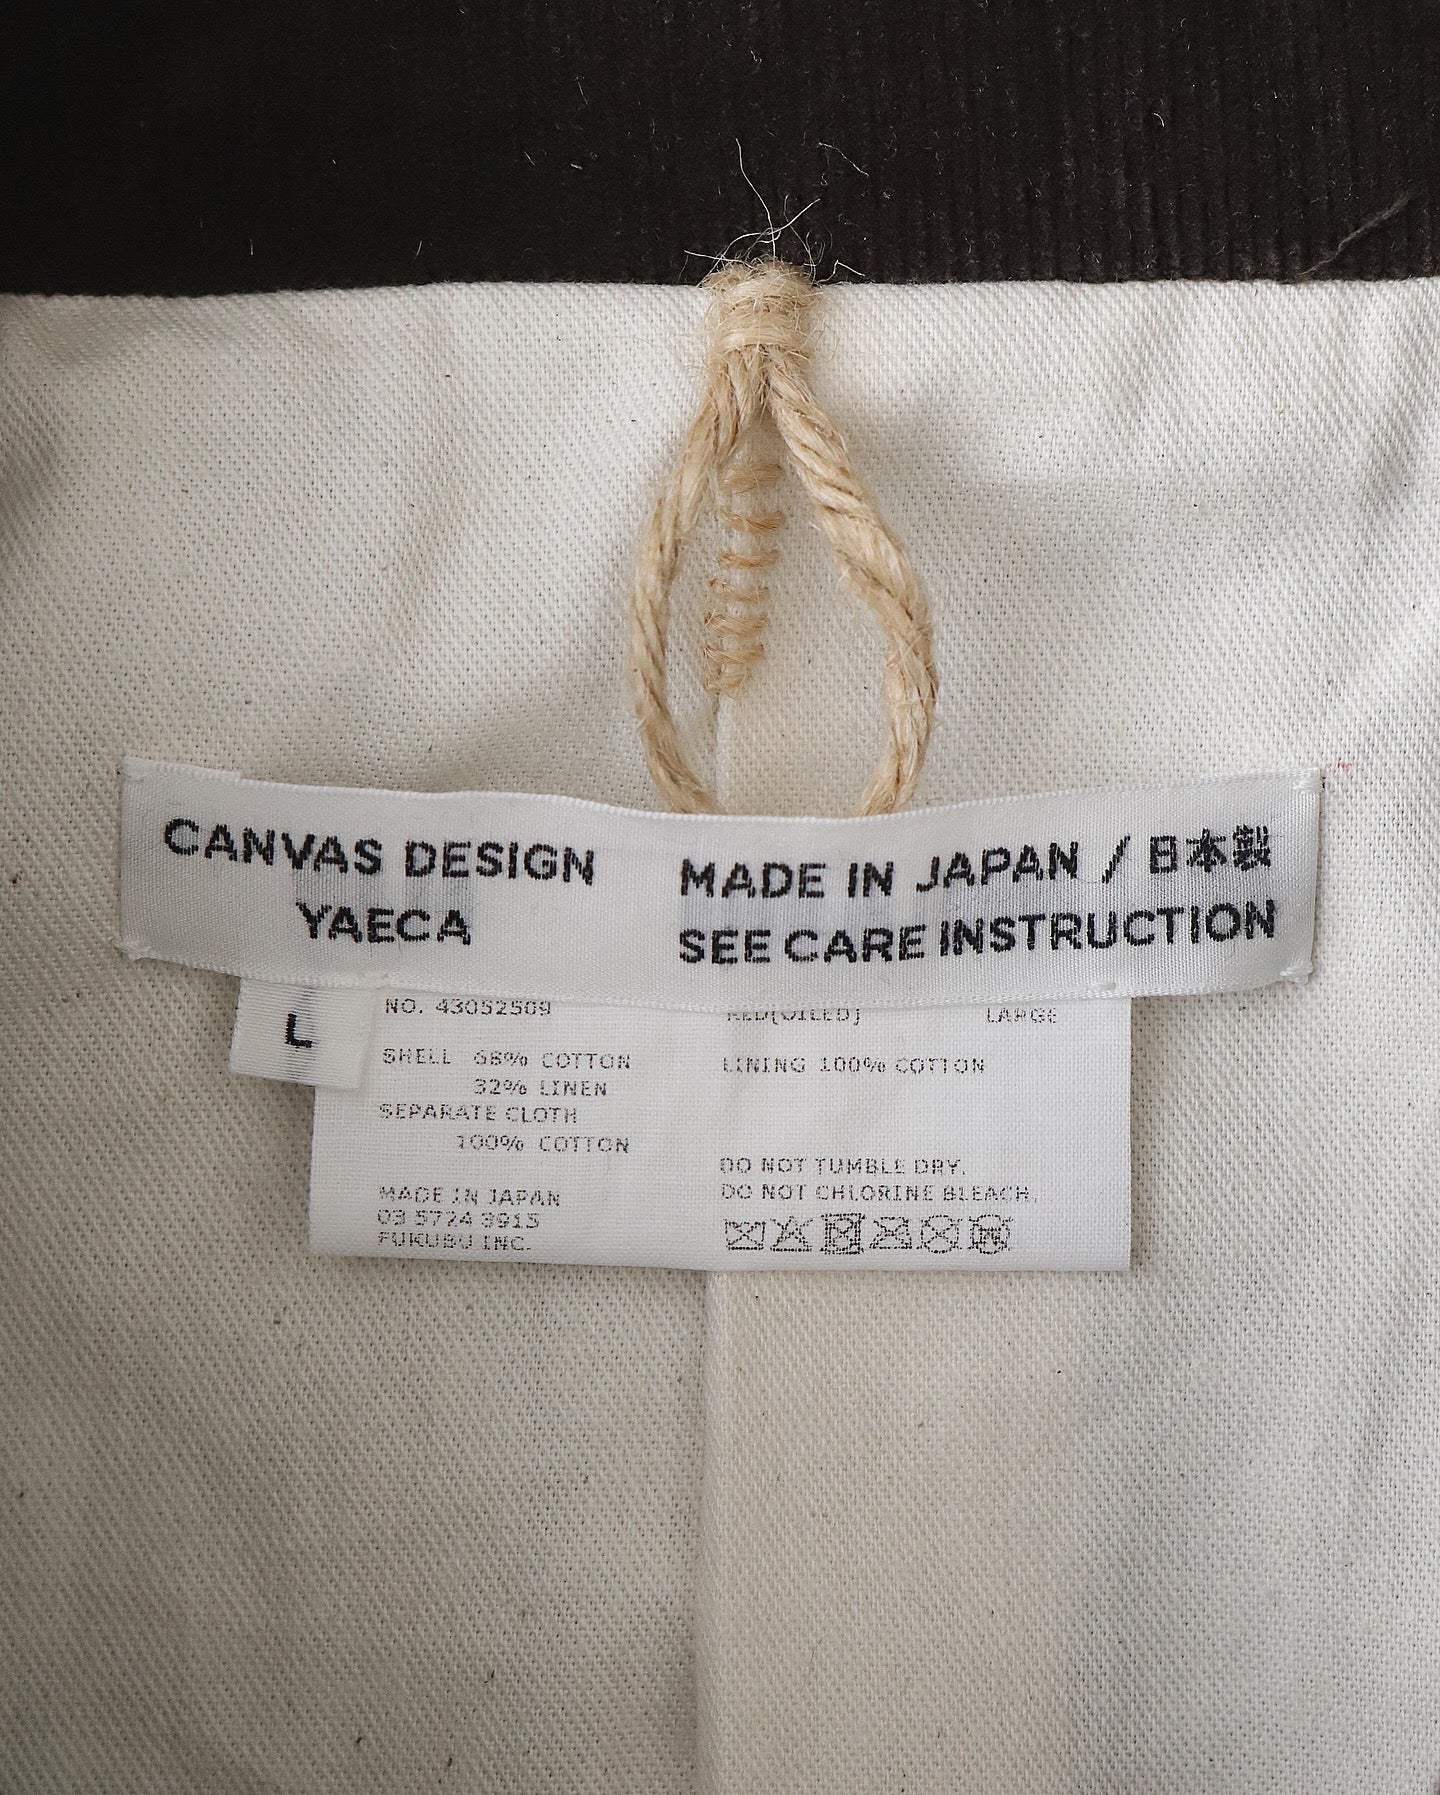 CANVAS DESIGN
YAECA
MADE IN JAPAN / 日本製
SEE CARE INSTRUCTION
L
NO. 43052509
SHELL 68% COTTON
32% LINEN
SEPARATE CLOTH
100% COTTON
MADE IN JAPAN
03 5724 3915
FUKUBU INC.
RED(OILED) LARGE
LINING 100% COTTON
DO NOT TUMBLE DRY.
DO NOT CHLORINE BLEACH.